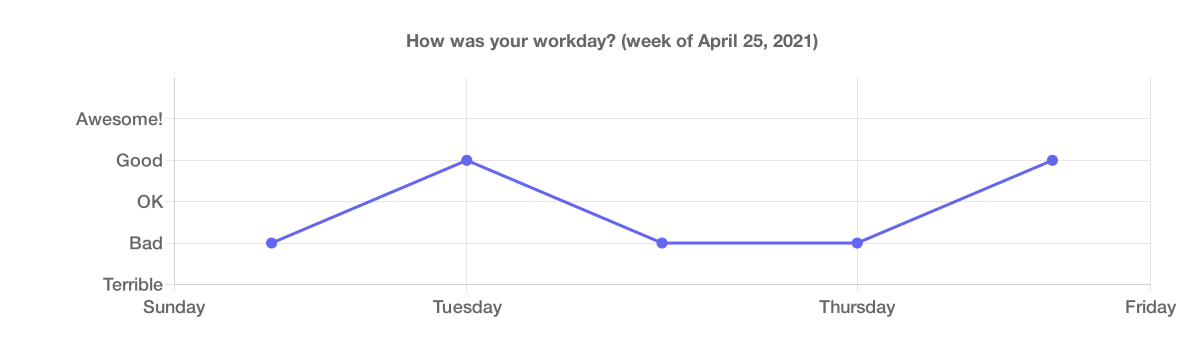 How was your workday? (week of April 25, 2021)
Awesome!
Good
OK
Bad
Terrible
Sunday Tuesday Thursday Friday